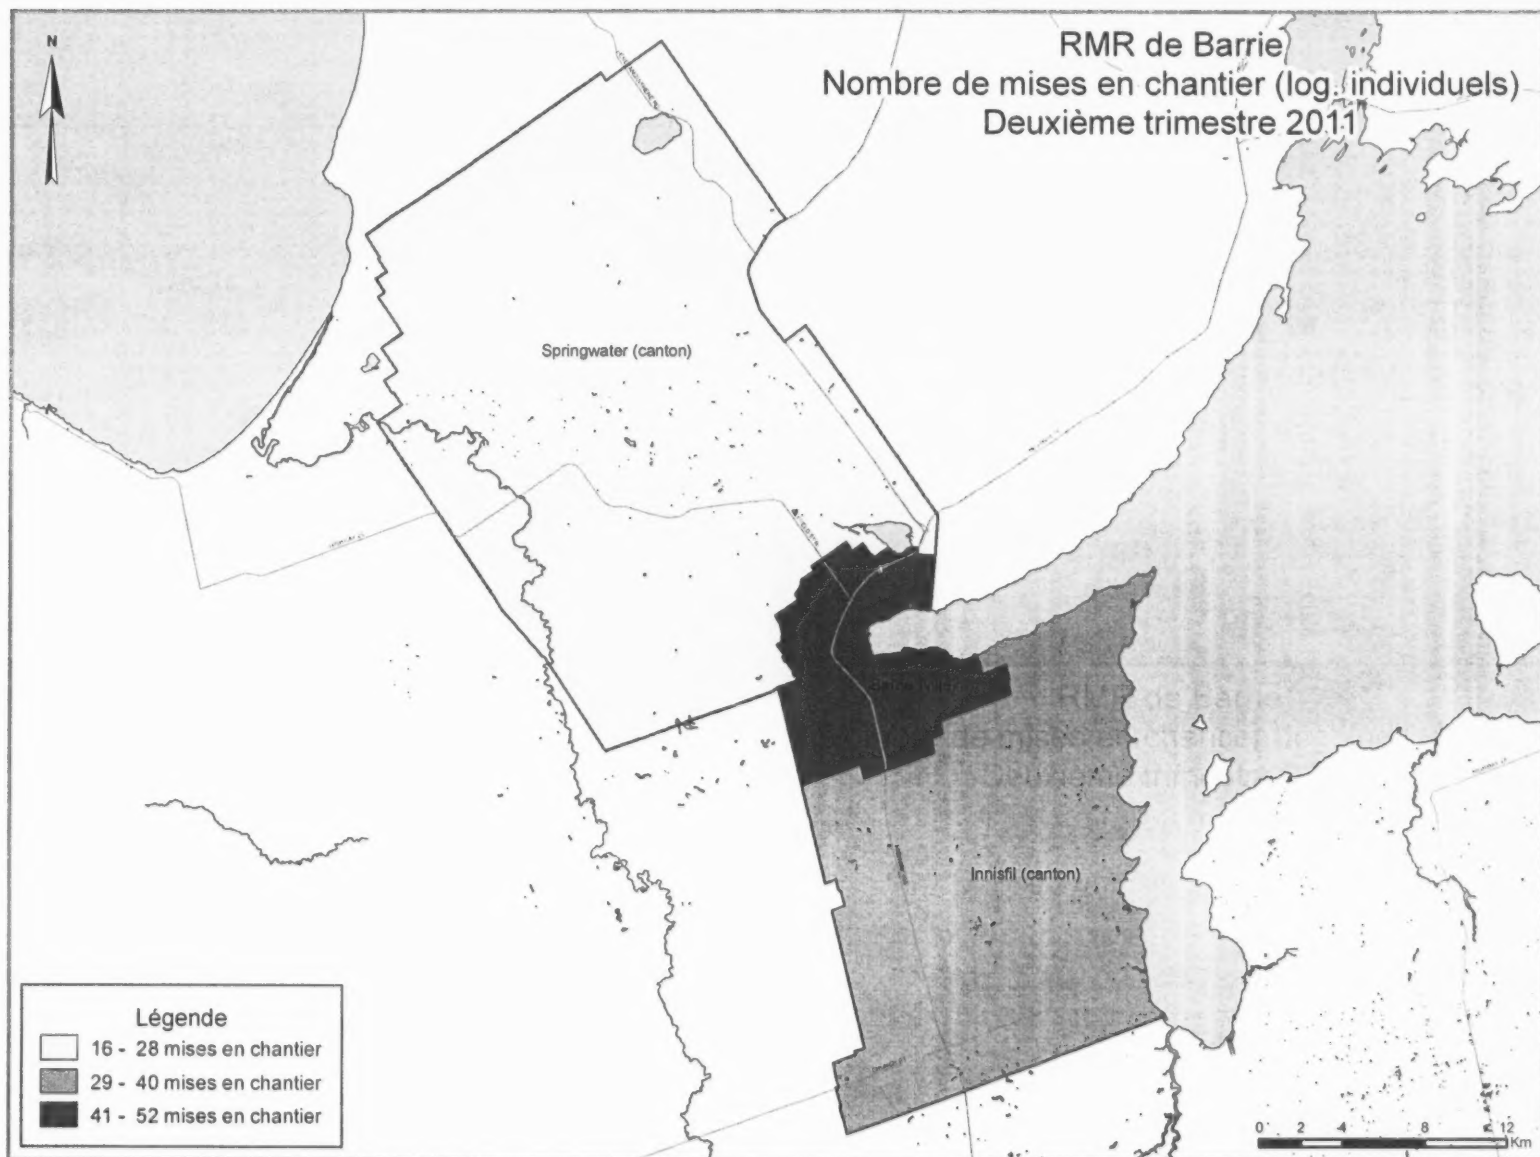 RMR de Barrie
Nombre de mises en chantier (log. individuels)
Deuxième trimestre 2011
N
Springwater (canton)
Innisfil (canton)
Légende
16 - 28 mises en chantier
29 - 40 mises en chantier
41 - 52 mises en chantier
0 2 4 8 12
Km